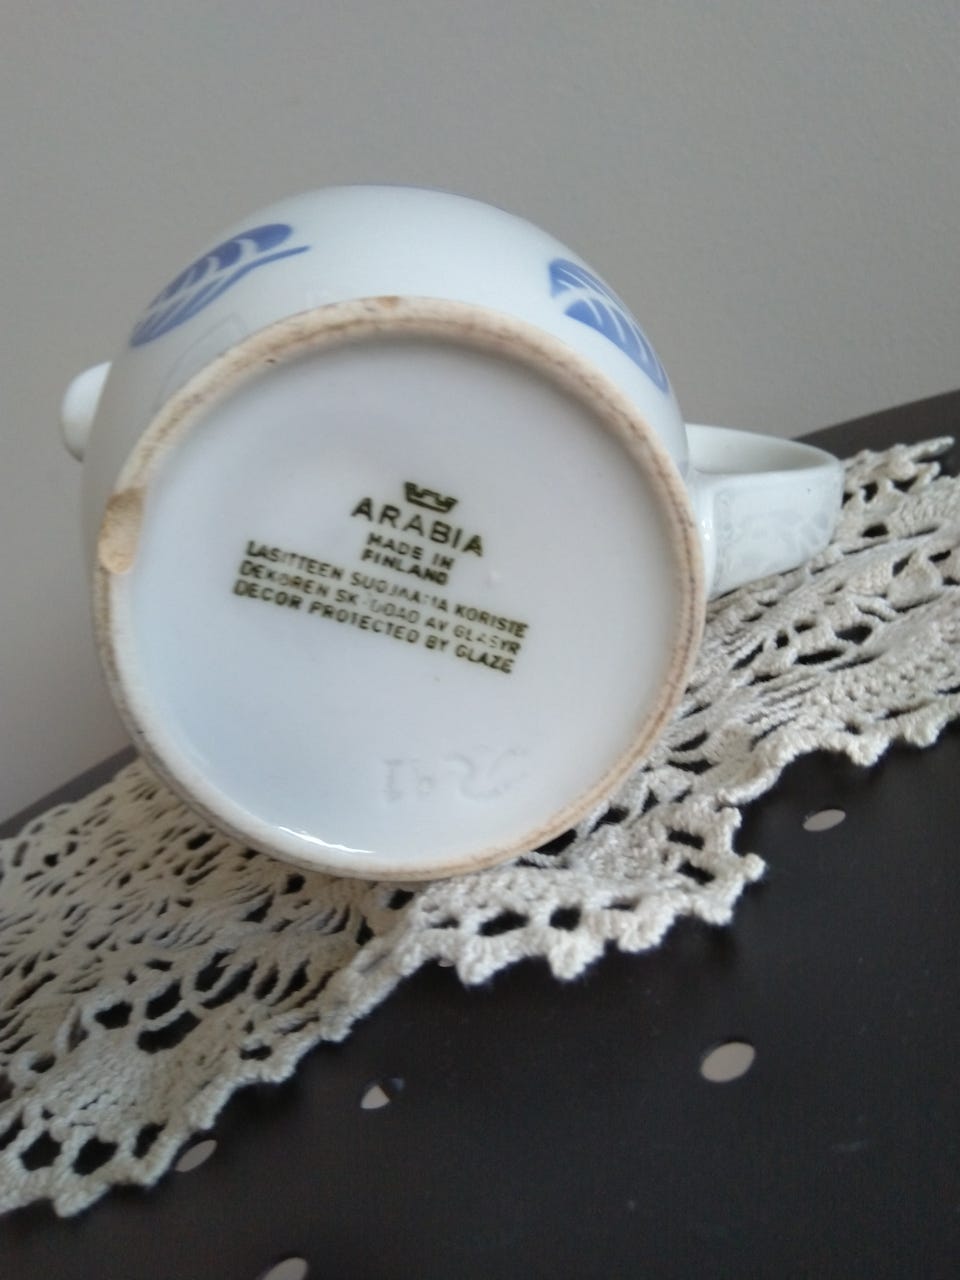 ARABIA
MADE IN
FINLAND
LASITTEEN SUOJAAMA KORISTE
DEKOREN SKYDDAD AV GLASYR
DECOR PROTECTED BY GLAZE